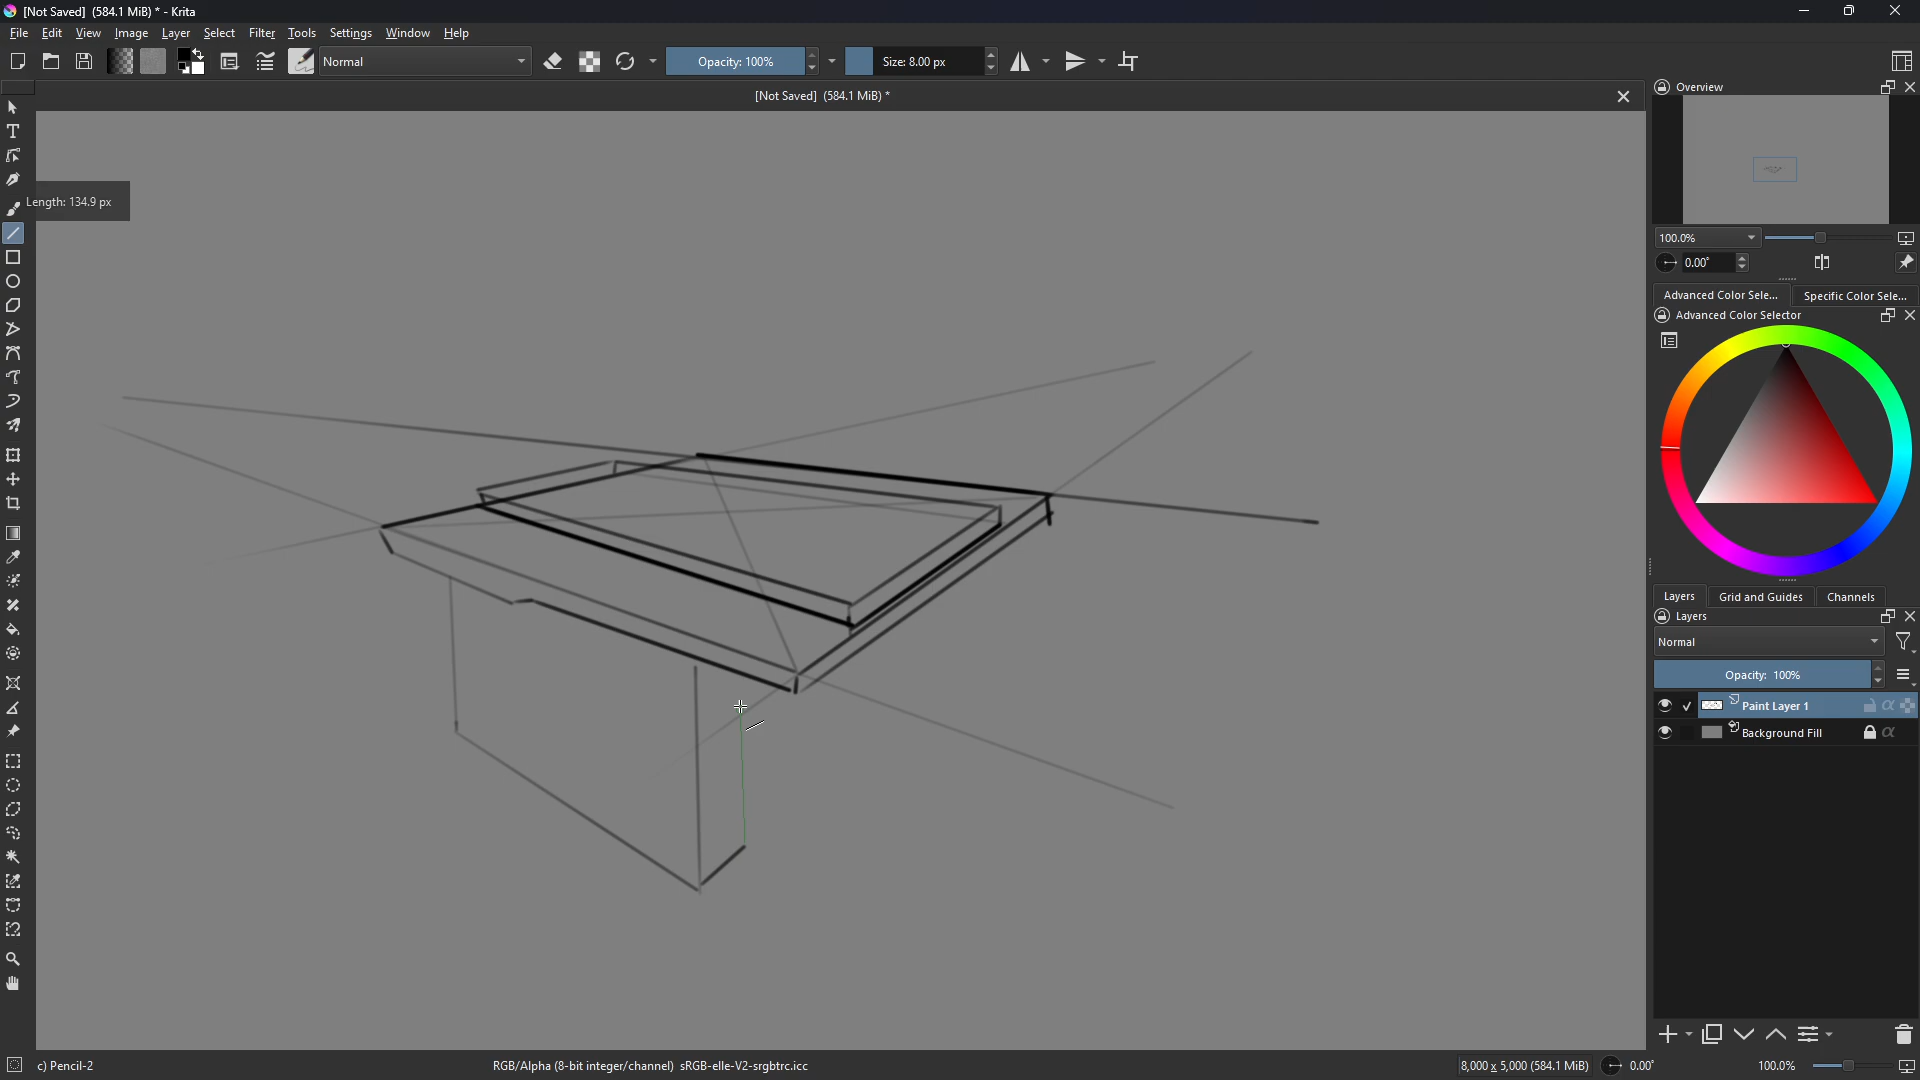 [Not Saved] (584.1 MiB) * - Krita
File Edit View Image Layer Select Filter Tools Settings Window Help
Normal
Opacity: 100%
Size: 8.00 px
[Not Saved] (584.1 MiB) *
Overview
Length: 134.9 px
100.0%
0.00°
Advanced Color Sele... Specific Color Sele...
Advanced Color Selector
Layers Grid and Guides Channels
Layers
Normal
Opacity: 100%
Paint Layer 1
Background Fill
c) Pencil-2
RGB/Alpha (8-bit integer/channel) sRGB-elle-V2-srgbtrc.icc
8,000 x 5,000 (584.1 MiB)
0.00°
100.0%